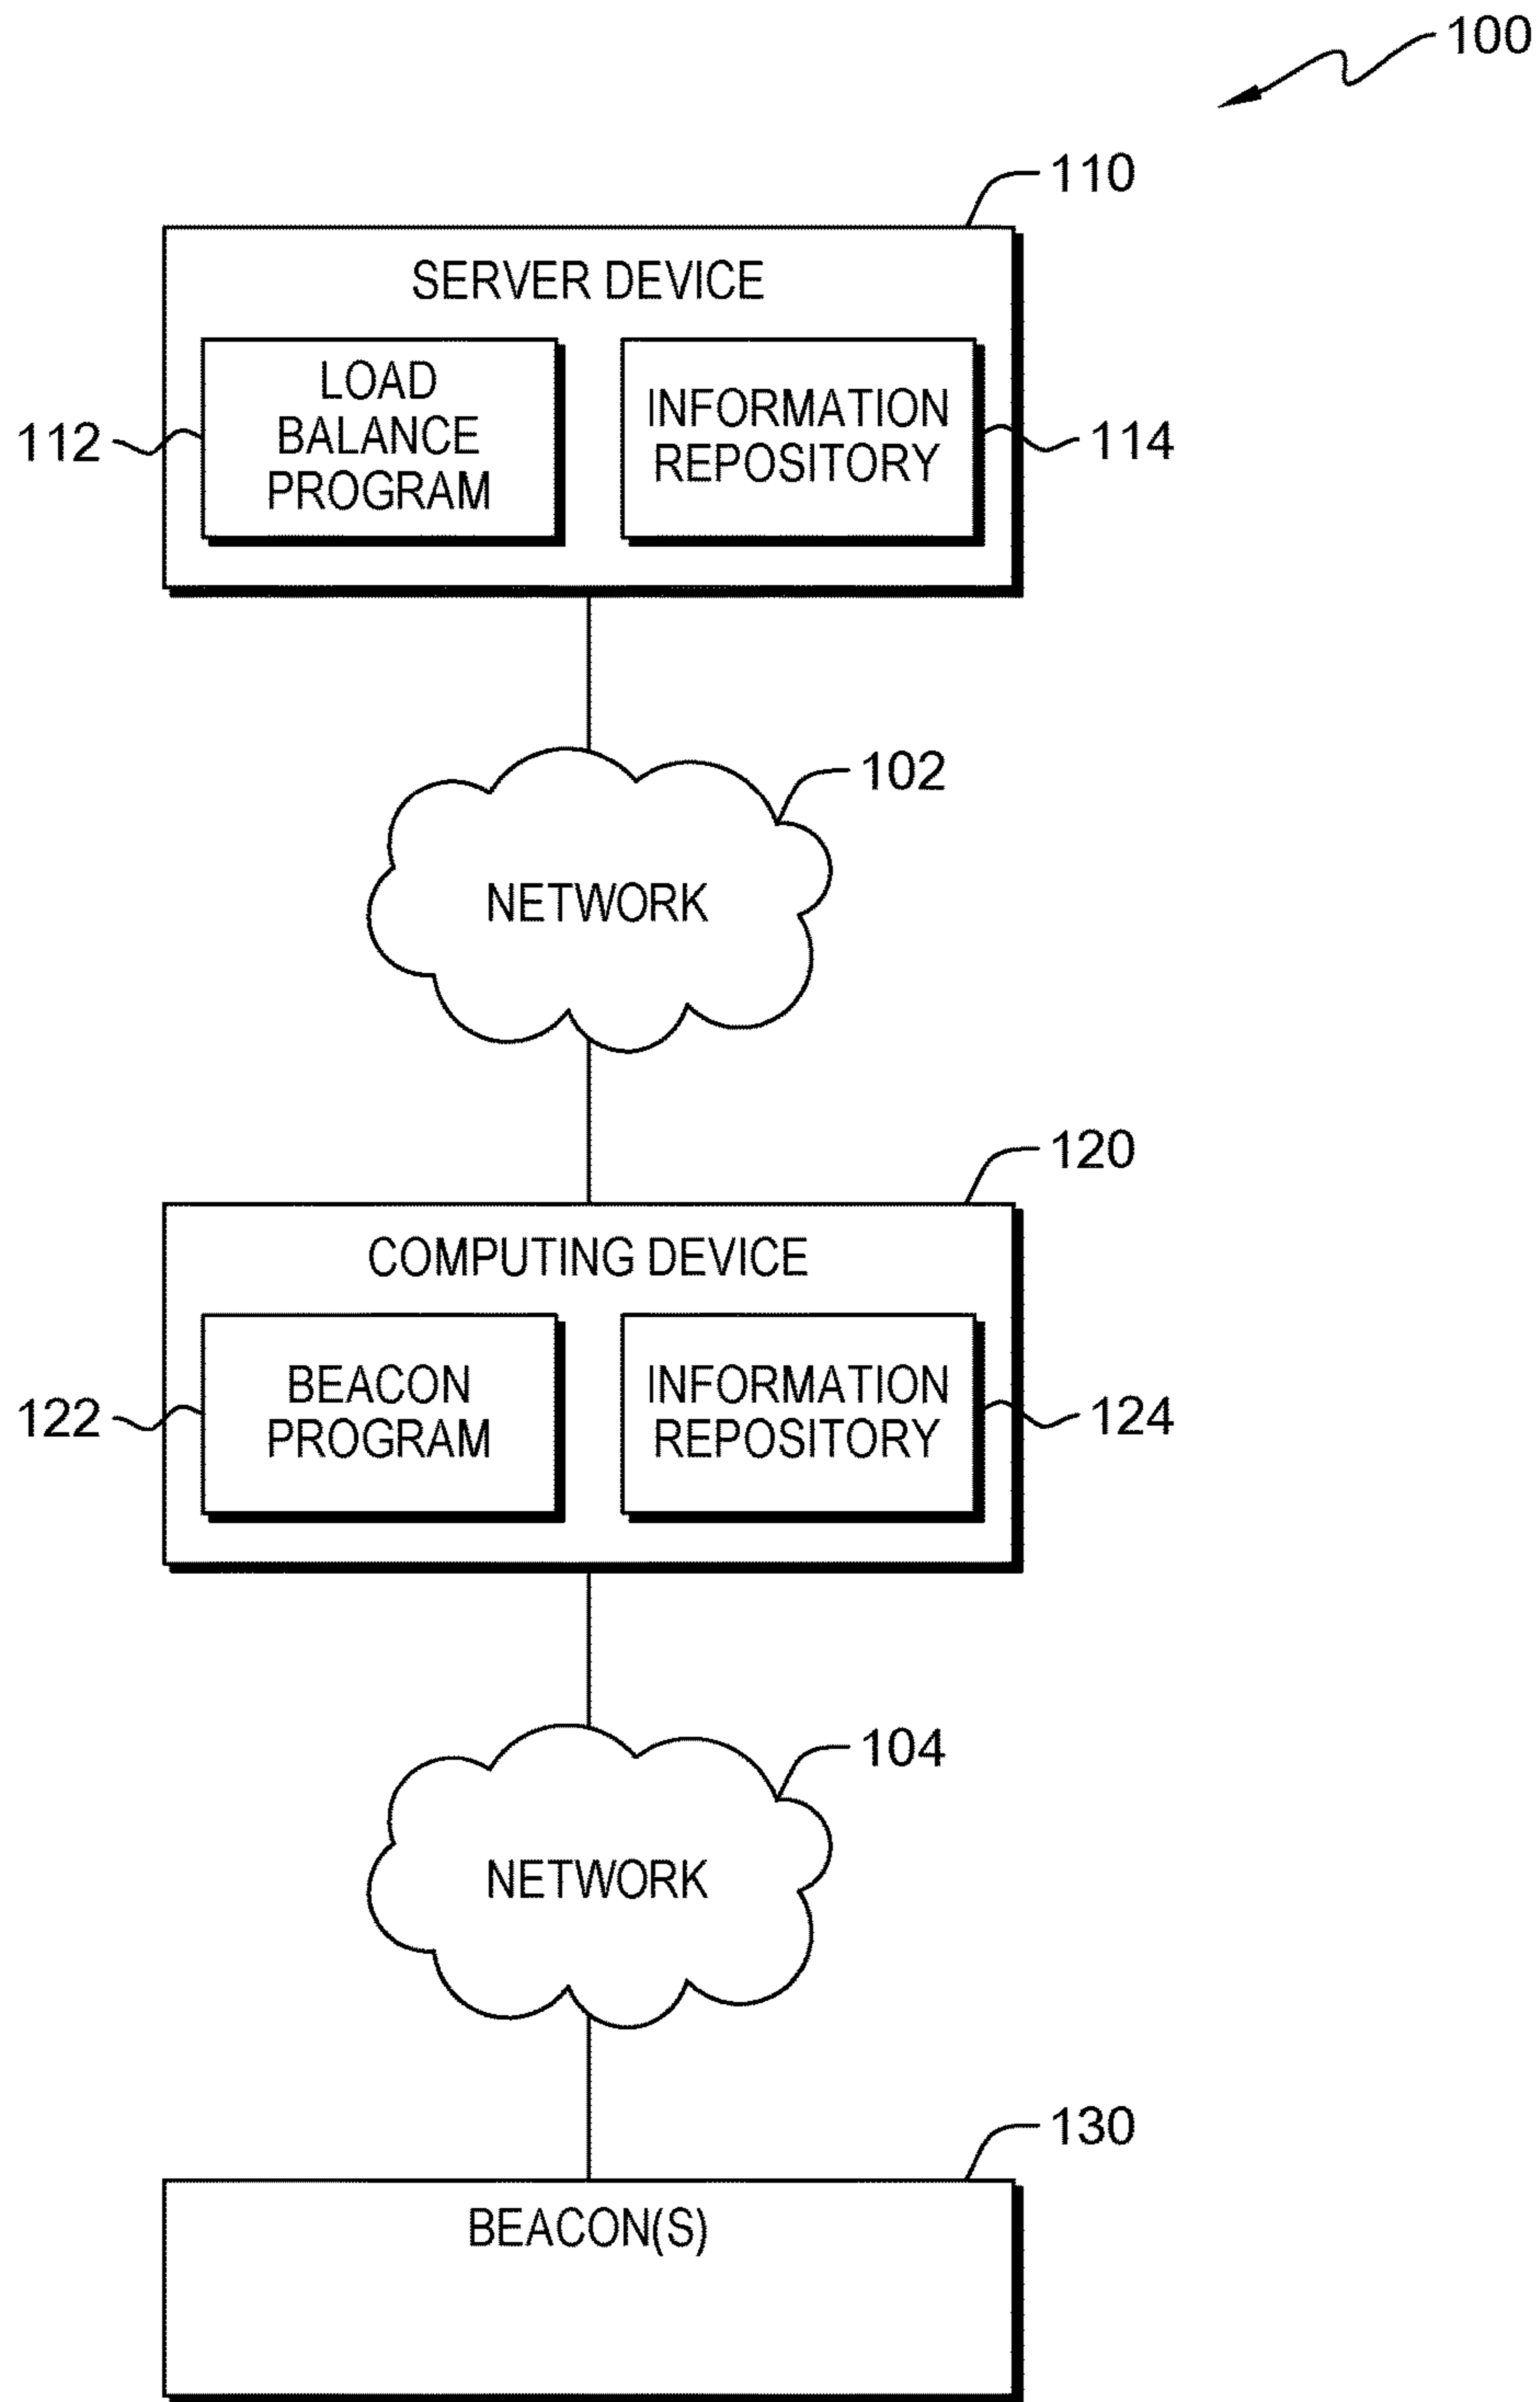 100
110
SERVER DEVICE
LOAD
BALANCE
PROGRAM
INFORMATION
REPOSITORY
112
114
102
NETWORK
120
COMPUTING DEVICE
BEACON
PROGRAM
INFORMATION
REPOSITORY
122
124
104
NETWORK
130
BEACON(S)